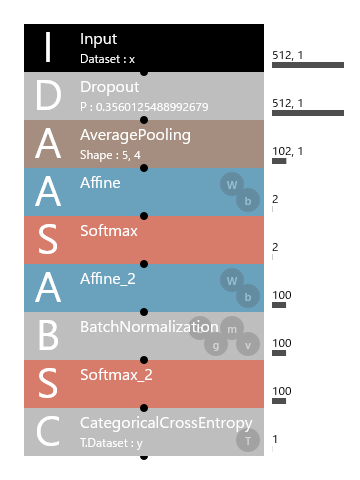 I Input
Dataset : x
512, 1
D Dropout
P : 0.3560125488992679
512, 1
A AveragePooling
Shape : 5, 4
102, 1
A Affine
W
b
2
S Softmax
2
A Affine_2
W
b
100
B BatchNormalization
m
g v
100
S Softmax_2
100
C CategoricalCrossEntropy
T.Dataset : y
T
1